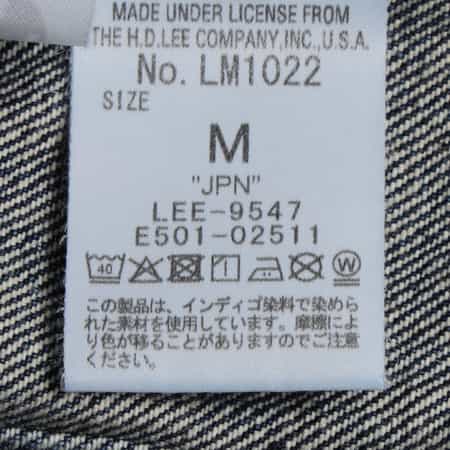 MADE UNDER LICENSE FROM
THE H.D.LEE COMPANY,INC.,U.S.A.
No. LM1022
SIZE
M
"JPN"
LEE-9547
E501-02511
40 W
この製品は、インディゴ染料で染めら
れた素材を使用しています。摩擦によ
り色が移ることがありますのでご注意
ください。